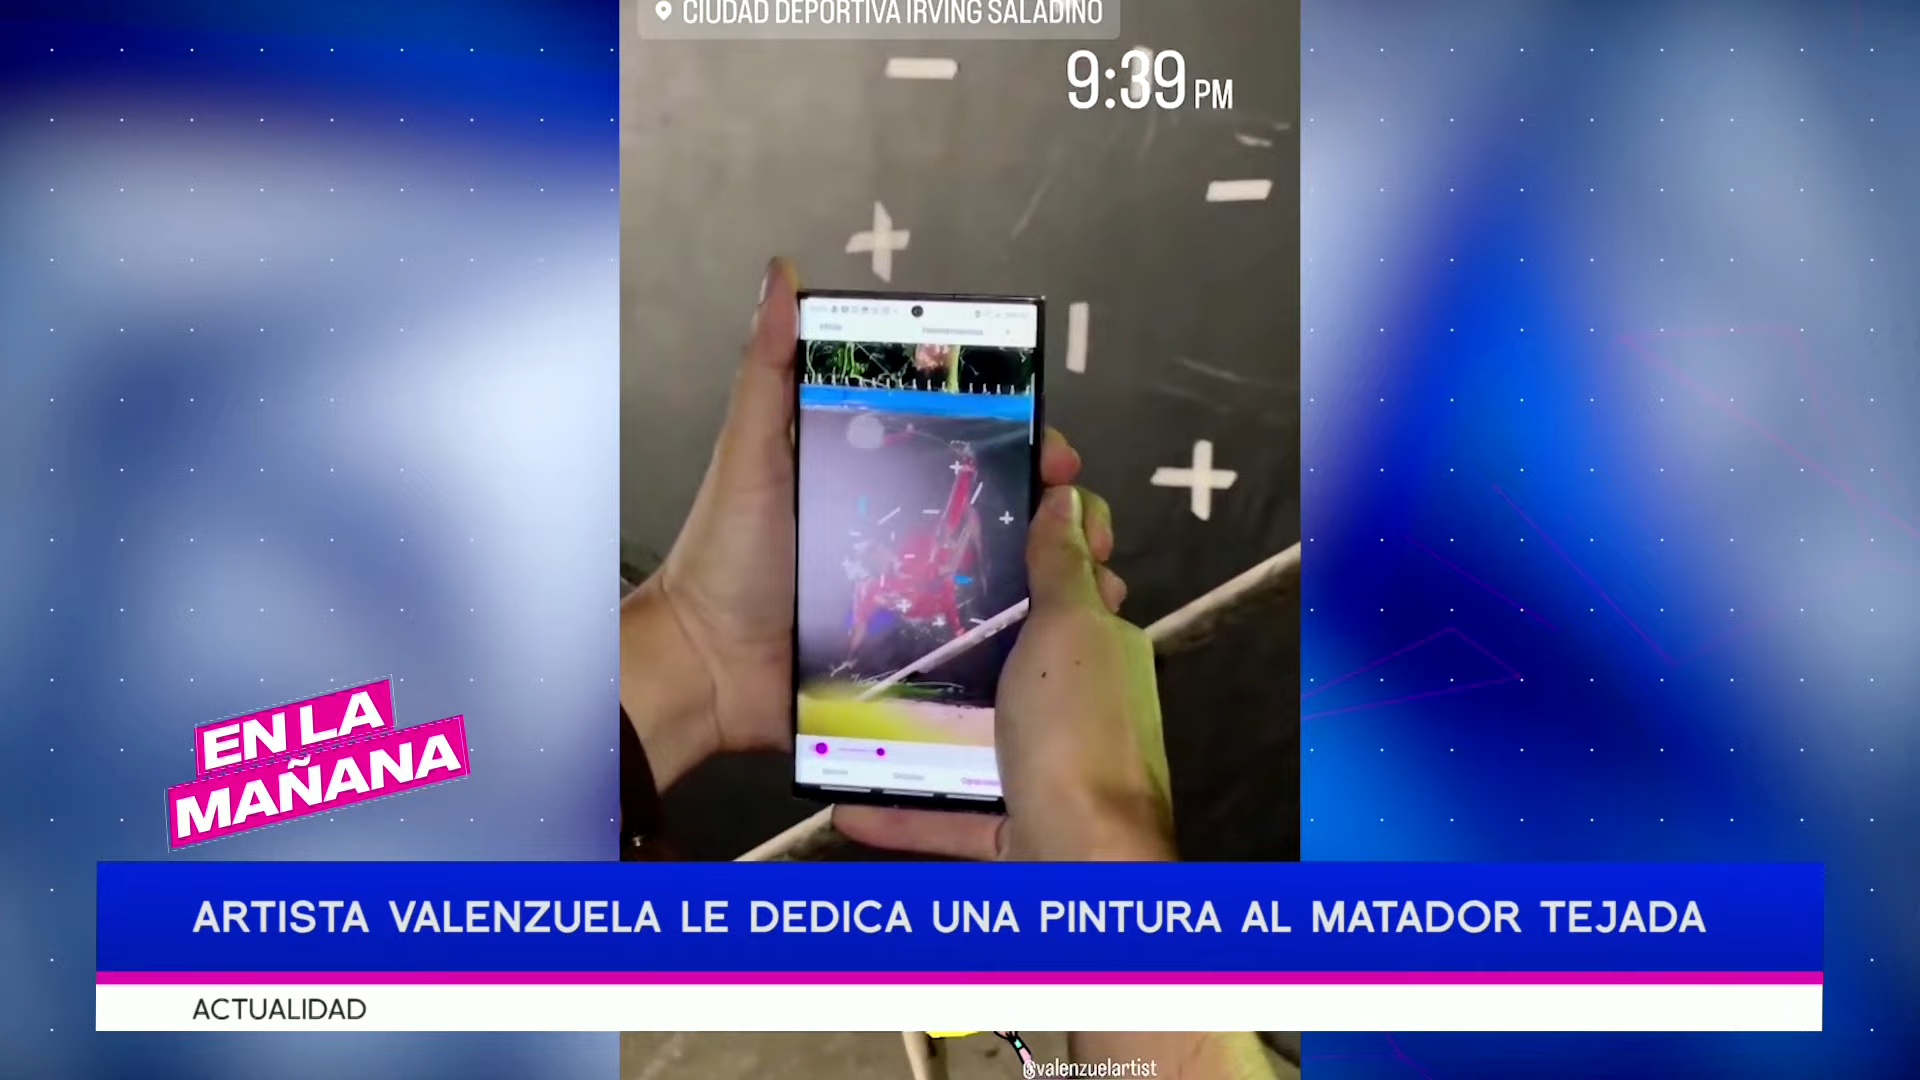 CIUDAD DEPORTIVA IRVING SALADINO
9:39 PM
EN LA
MAÑANA
ARTISTA VALENZUELA LE DEDICA UNA PINTURA AL MATADOR TEJADA
ACTUALIDAD
@valenzuelartist